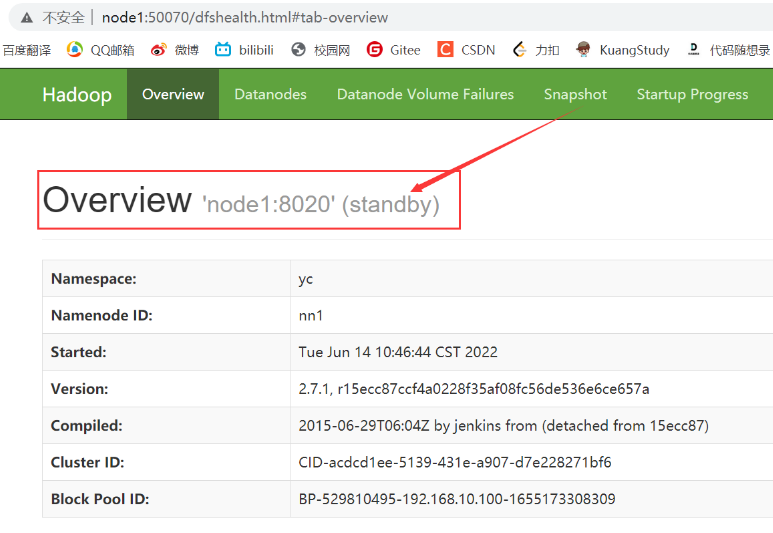 不安全 | node1:50070/dfshealth.html#tab-overview
百度翻译 QQ邮箱 微博 bilibili 校园网 Gitee C CSDN 力扣 KuangStudy 代码随想录
Hadoop Overview Datanodes Datanode Volume Failures Snapshot Startup Progress
Overview 'node1:8020' (standby)
Namespace: yc
Namenode ID: nn1
Started: Tue Jun 14 10:46:44 CST 2022
Version: 2.7.1, r15ecc87ccf4a0228f35af08fc56de536e6ce657a
Compiled: 2015-06-29T06:04Z by jenkins from (detached from 15ecc87)
Cluster ID: CID-acdcd1ee-5139-431e-a907-d7e228271bf6
Block Pool ID: BP-529810495-192.168.10.100-1655173308309